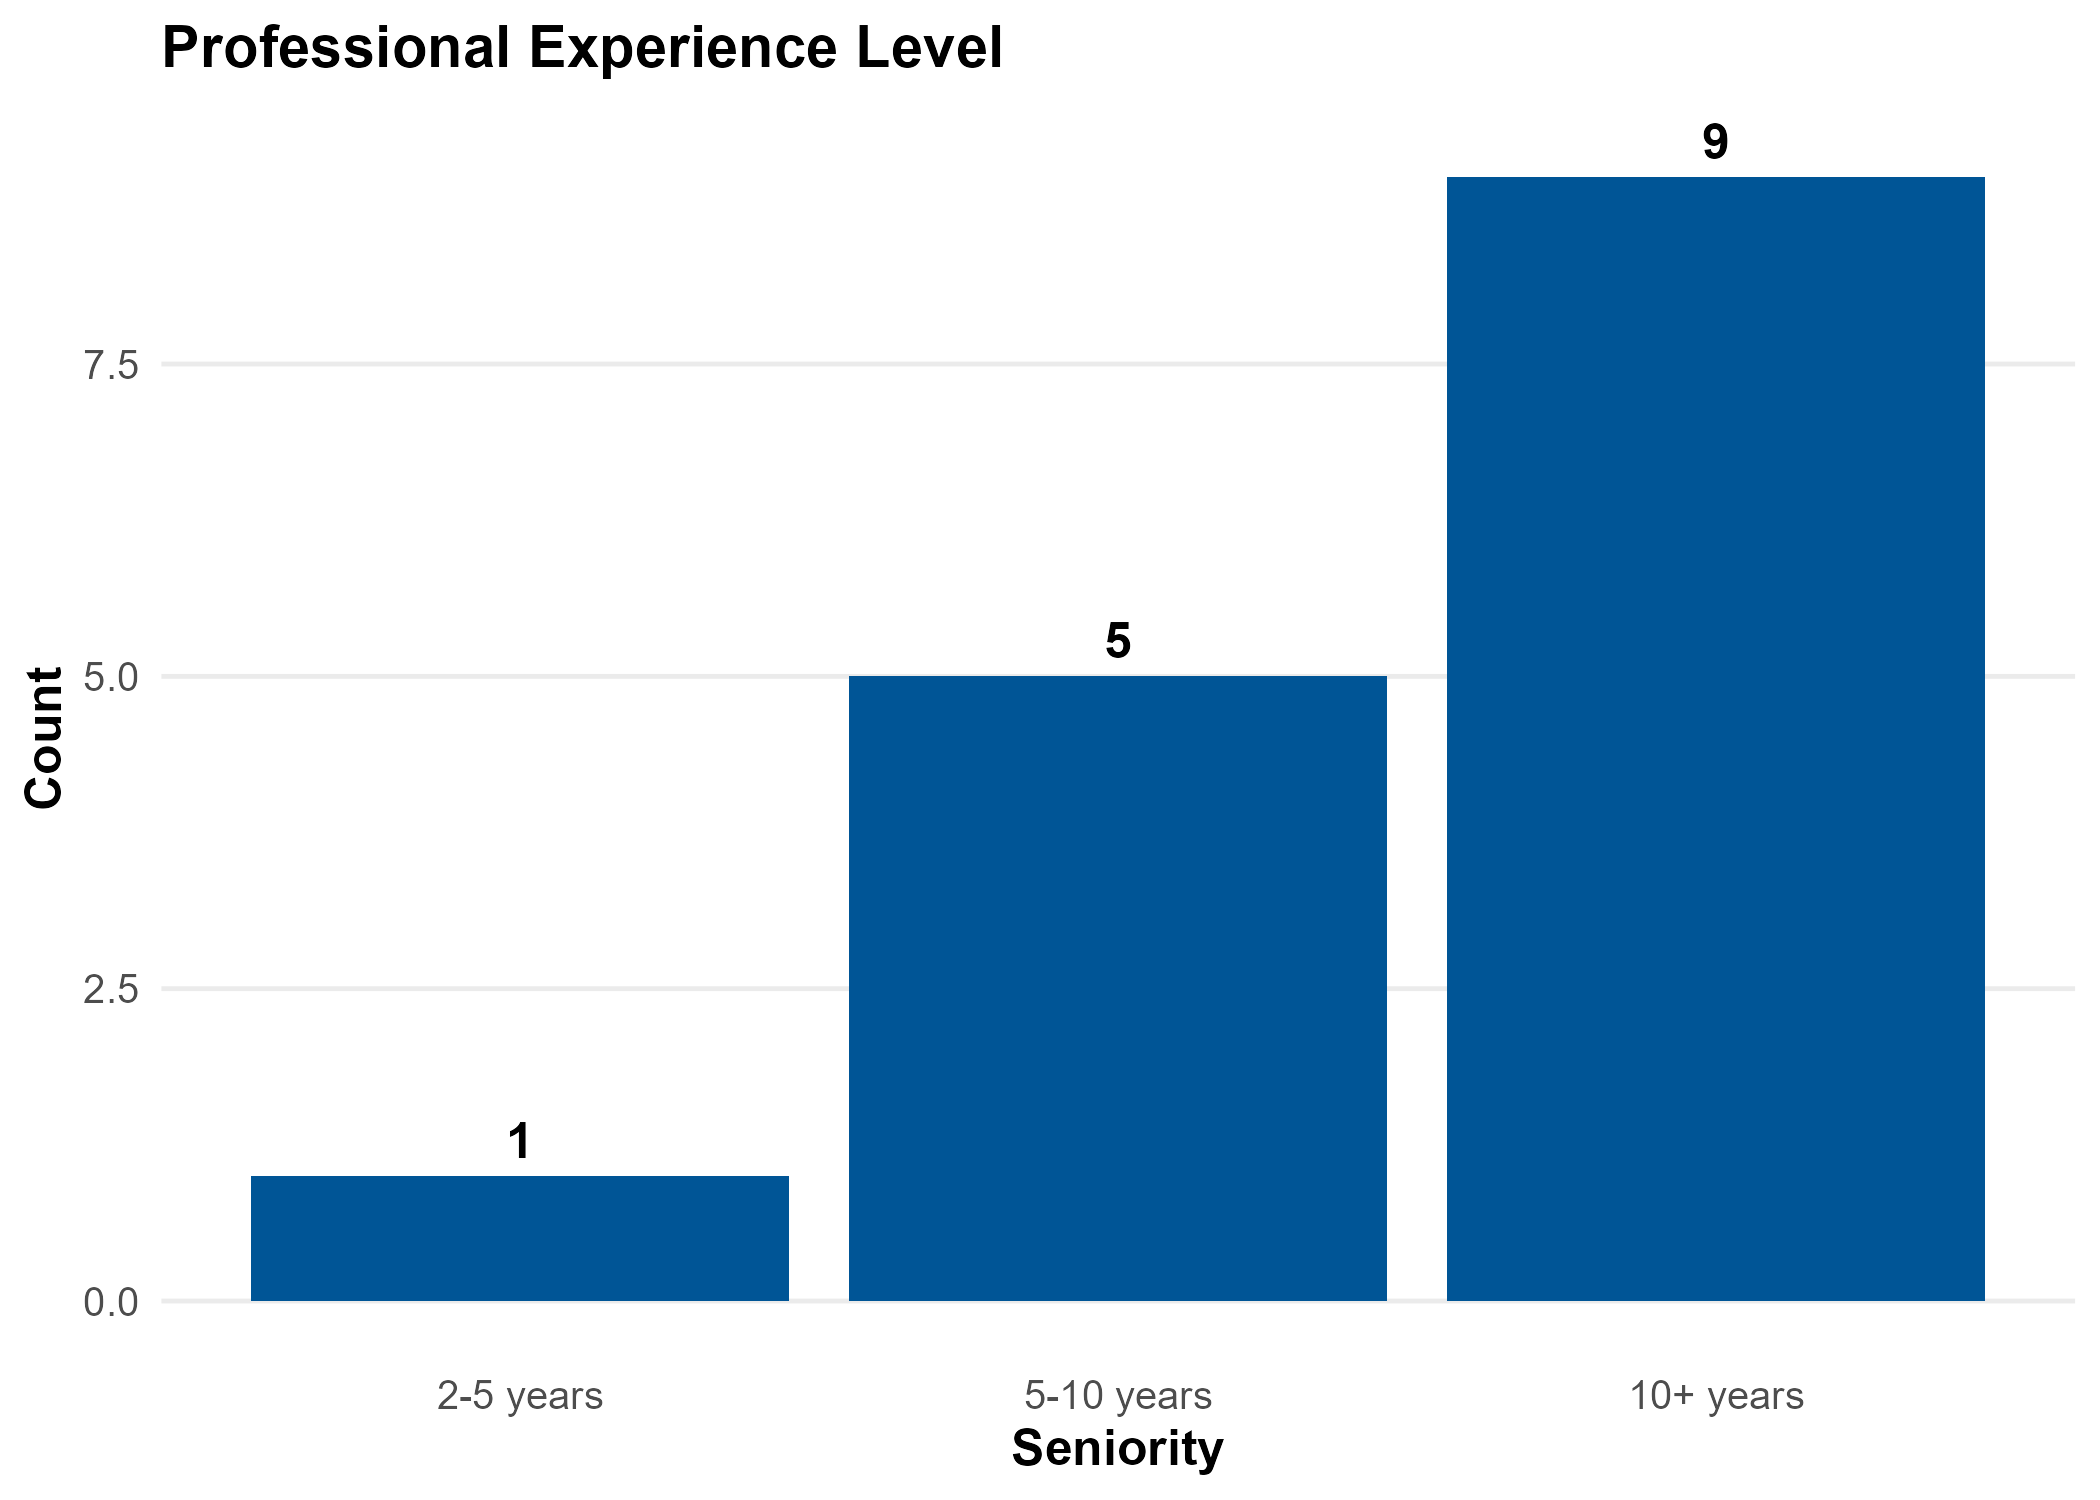 Professional Experience Level
9
7.5
5
5.0
Count
2.5
1
0.0
2-5 years
5-10 years
10+ years
Seniority